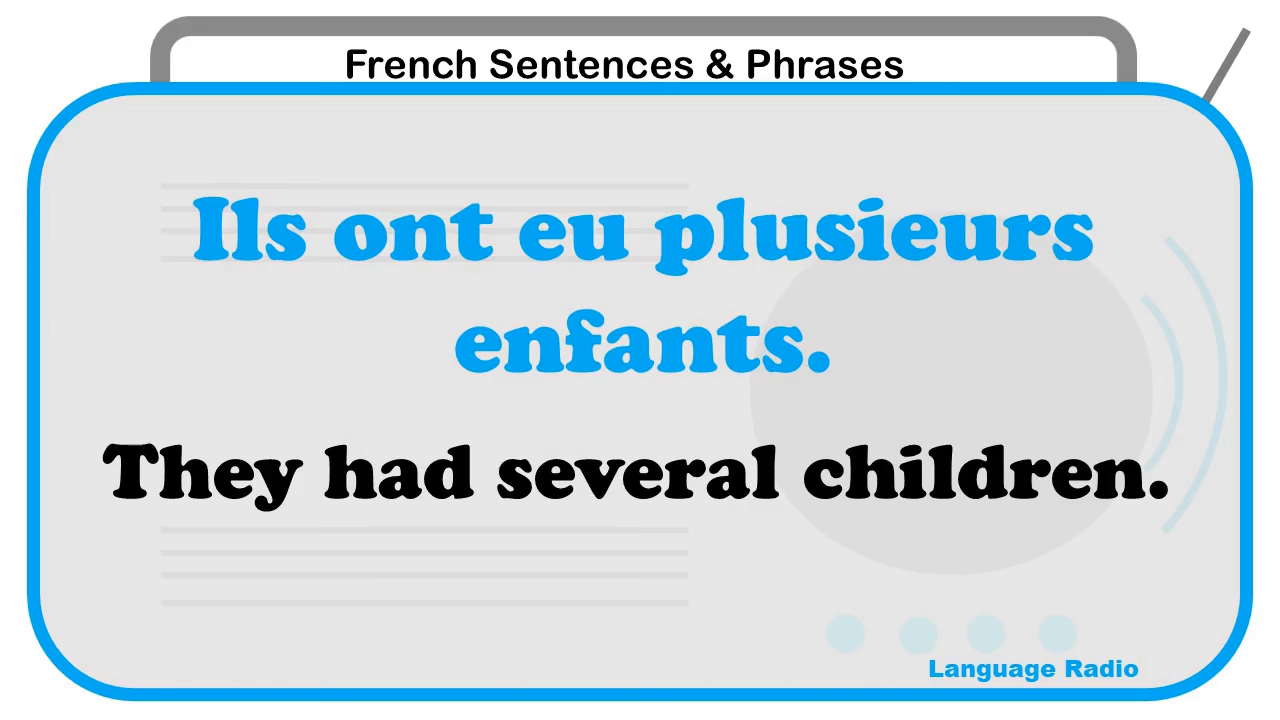 French Sentences & Phrases
Ils ont eu plusieurs
enfants.
They had several children.
Language Radio